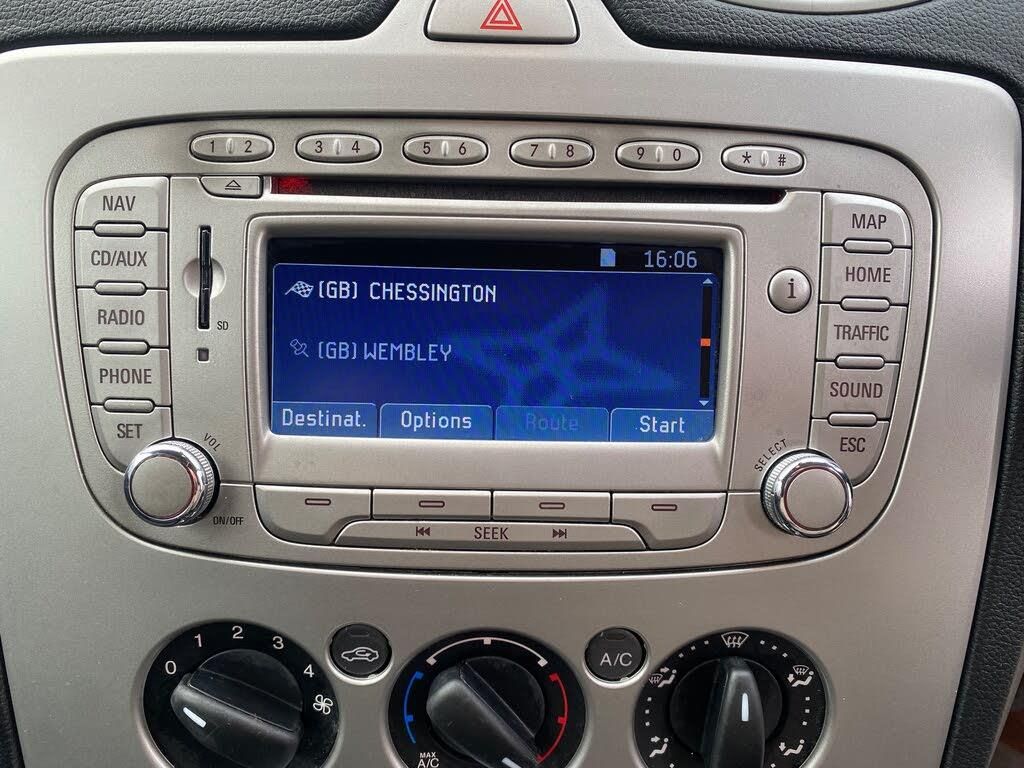 1 2 3 4 5 6 7 8 9 0 * #
NAV
CD/AUX
RADIO
PHONE
SET
SD
VOL
ON/OFF
16:06
(GB) CHESSINGTON
(GB) WEMBLEY
Destinat. Options Route Start
SEEK
i
MAP
HOME
TRAFFIC
SOUND
ESC
SELECT
0 1 2 3 4
MAX
A/C
A/C